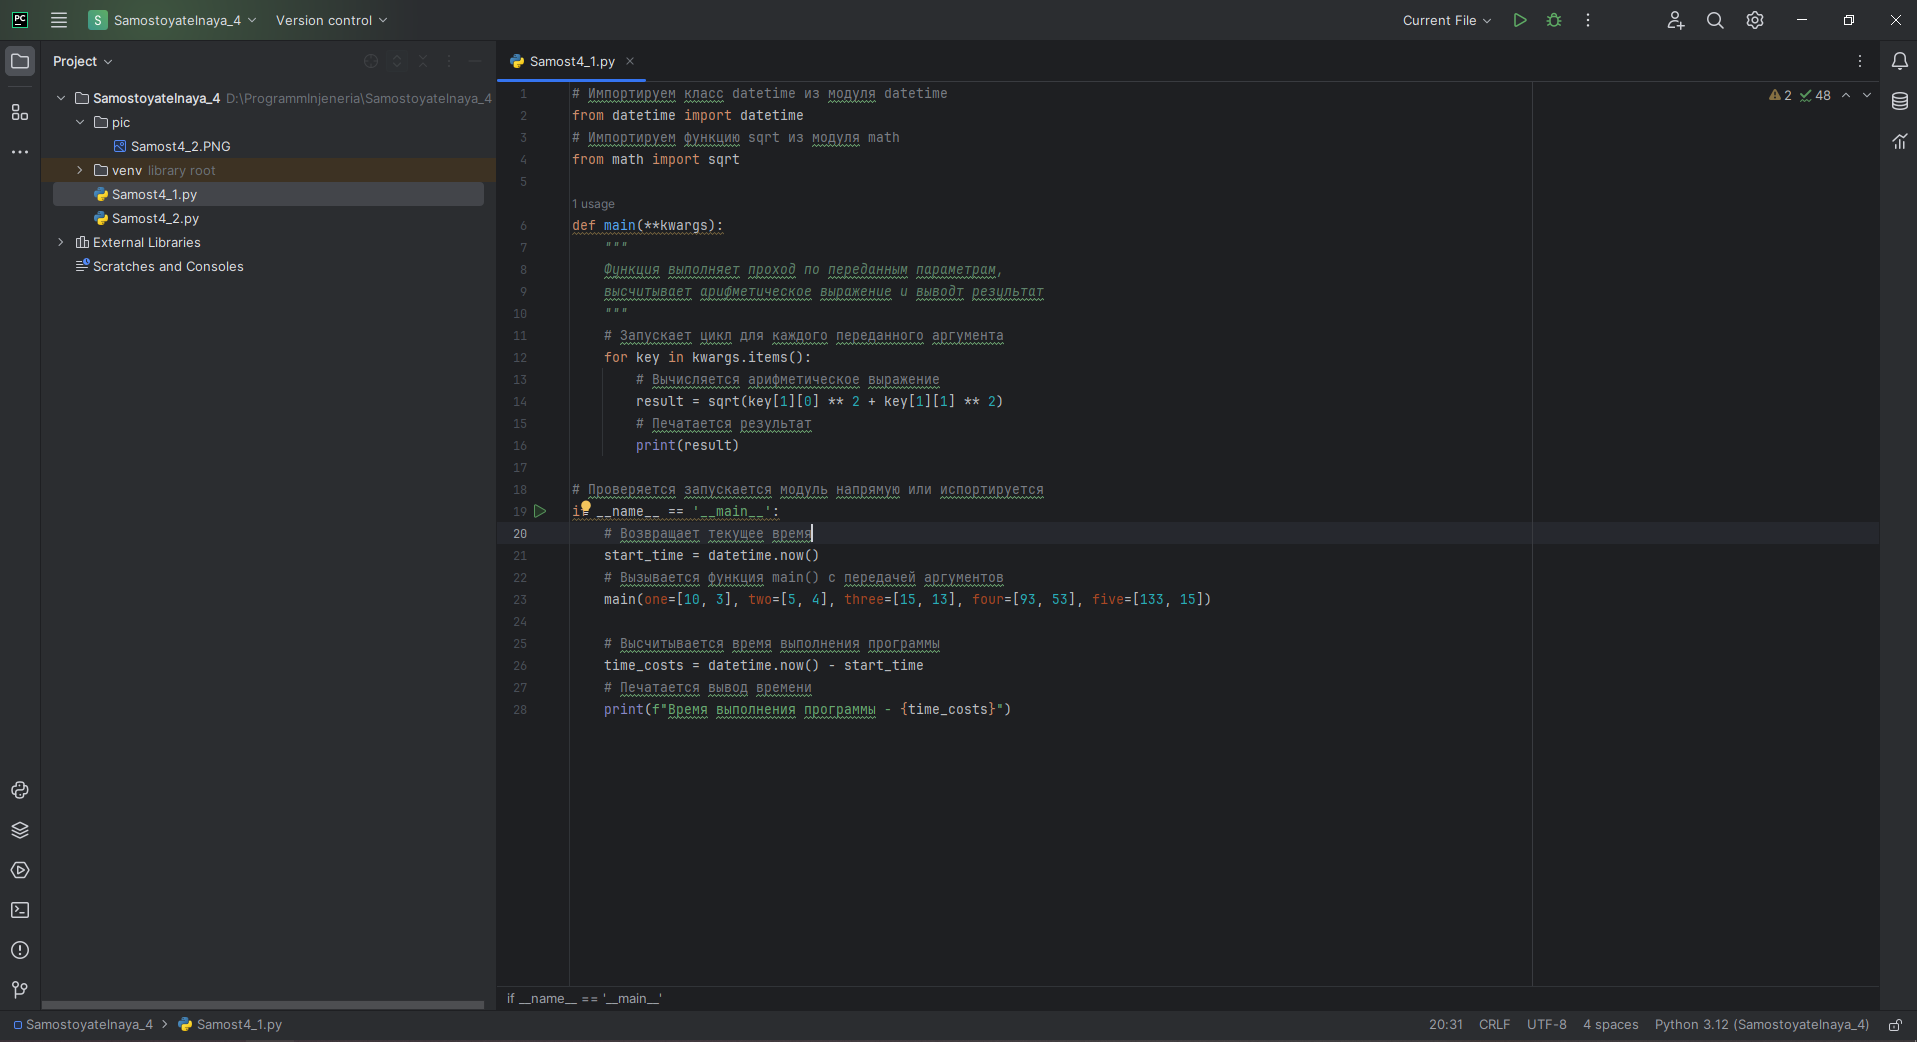 PC
S Samostoyatelnaya_4
Version control
Current File
Project
Samostoyatelnaya_4 D:\ProgrammInjeneria\Samostoyatelnaya_4
pic
Samost4_2.PNG
venv library root
Samost4_1.py
Samost4_2.py
External Libraries
Scratches and Consoles
Samost4_1.py
2 48
1 # Импортируем класс datetime из модуля datetime
2 from datetime import datetime
3 # Импортируем функцию sqrt из модуля math
4 from math import sqrt
5
1 usage
6 def main(**kwargs):
7 """
8 Функция выполняет проход по переданным параметрам,
9 высчитывает арифметическое выражение и выводт результат
10 """
11 # Запускает цикл для каждого переданного аргумента
12 for key in kwargs.items():
13 # Вычисляется арифметическое выражение
14 result = sqrt(key[1][0] ** 2 + key[1][1] ** 2)
15 # Печатается результат
16 print(result)
17
18 # Проверяется запускается модуль напрямую или испортируется
19 if __name__ == '__main__':
20 # Возвращает текущее время
21 start_time = datetime.now()
22 # Вызывается функция main() с передачей аргументов
23 main(one=[10, 3], two=[5, 4], three=[15, 13], four=[93, 53], five=[133, 15])
24
25 # Высчитывается время выполнения программы
26 time_costs = datetime.now() - start_time
27 # Печатается вывод времени
28 print(f"Время выполнения программы - {time_costs}")
if __name__ == '__main__'
Samostoyatelnaya_4 > Samost4_1.py
20:31 CRLF UTF-8 4 spaces Python 3.12 (Samostoyatelnaya_4)